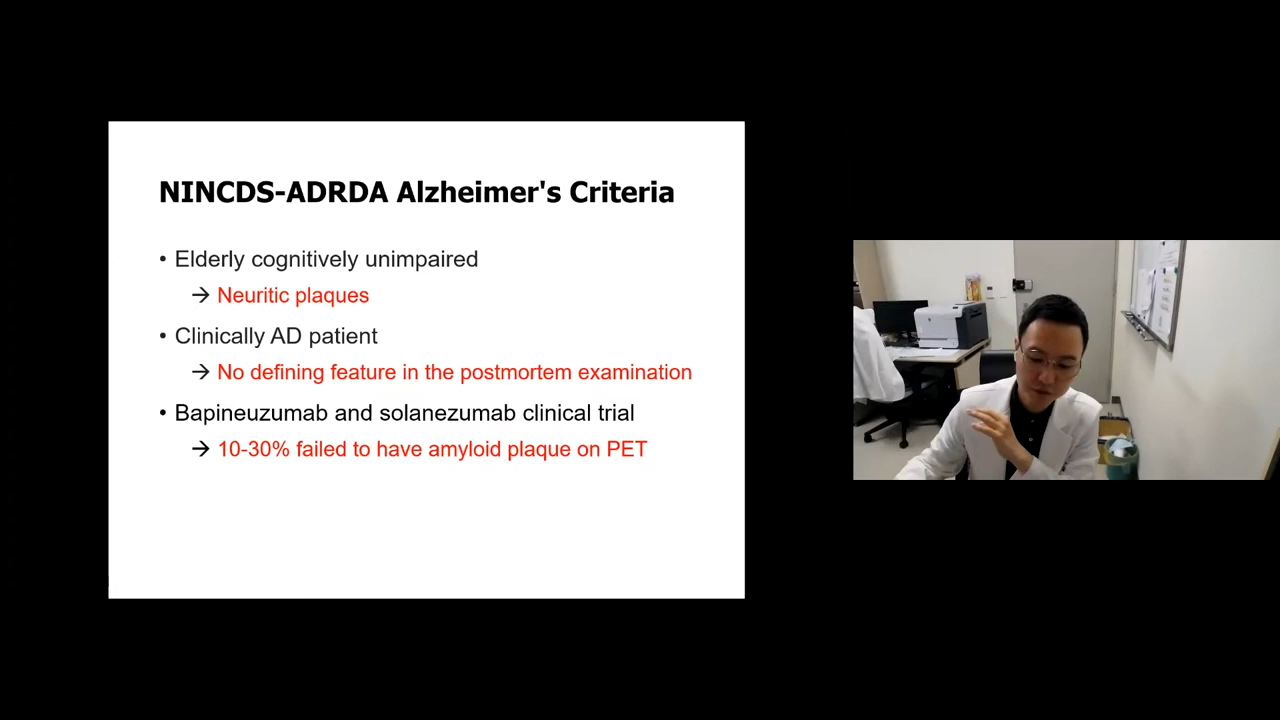 NINCDS-ADRDA Alzheimer's Criteria
• Elderly cognitively unimpaired
→ Neuritic plaques
• Clinically AD patient
→ No defining feature in the postmortem examination
• Bapineuzumab and solanezumab clinical trial
→ 10-30% failed to have amyloid plaque on PET